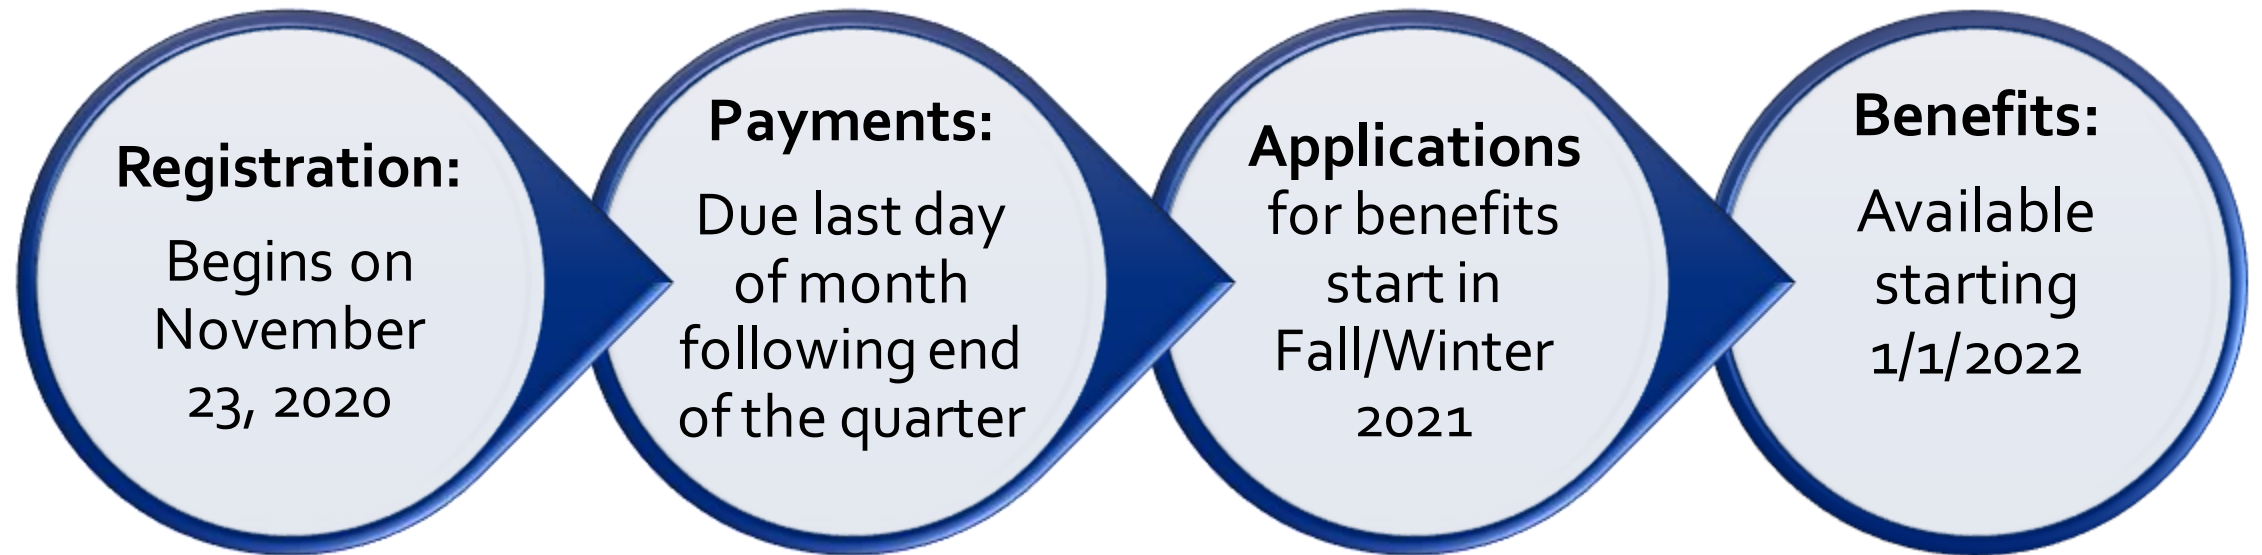 Registration:
Begins on
November
23, 2020
Payments:
Due last day
of month
following end
of the quarter
Applications
for benefits
start in
Fall/Winter
2021
Benefits:
Available
starting
1/1/2022